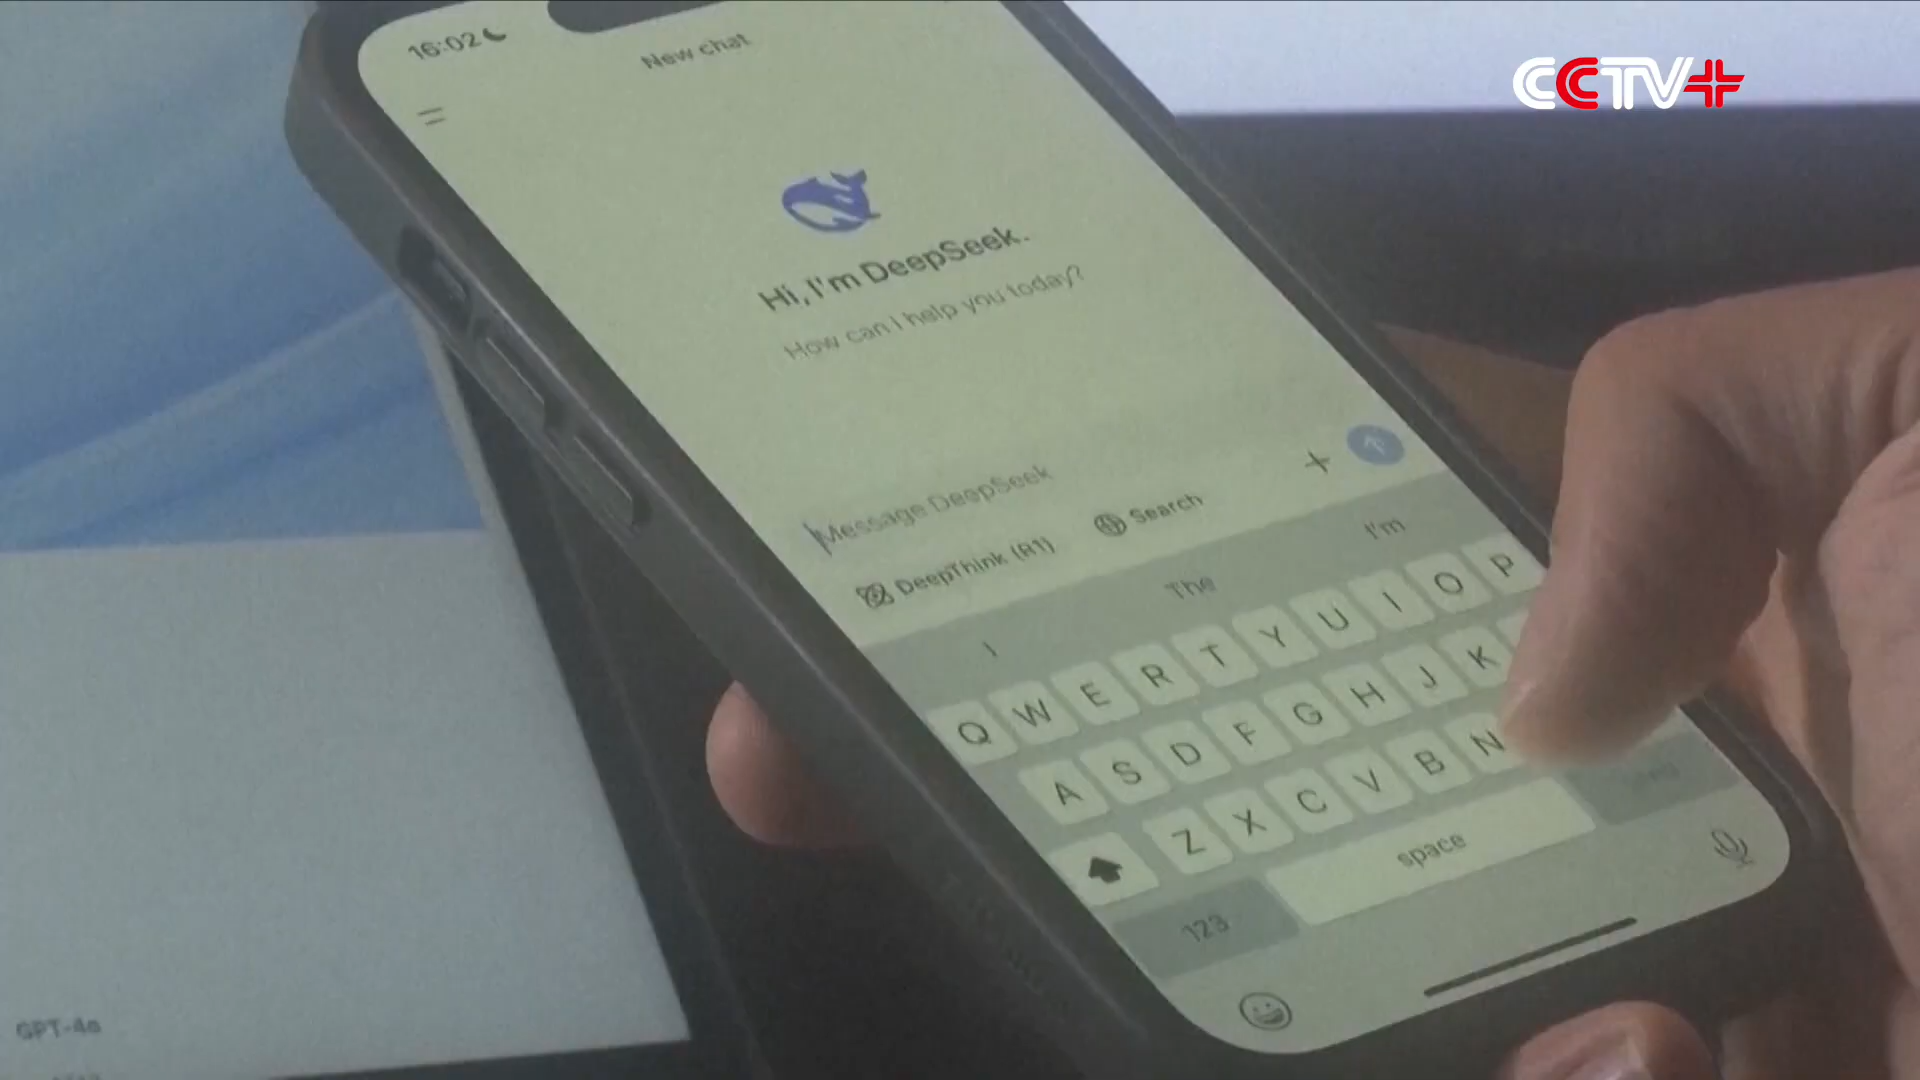 16:02
New chat
CCTV+
Hi, I'm DeepSeek.
How can I help you today?
Message DeepSeek
DeepThink (R1)
Search
I
The
I'm
Q W E R T Y U I O P
A S D F G H J K
Z X C V B N
123
space
GPT-4o